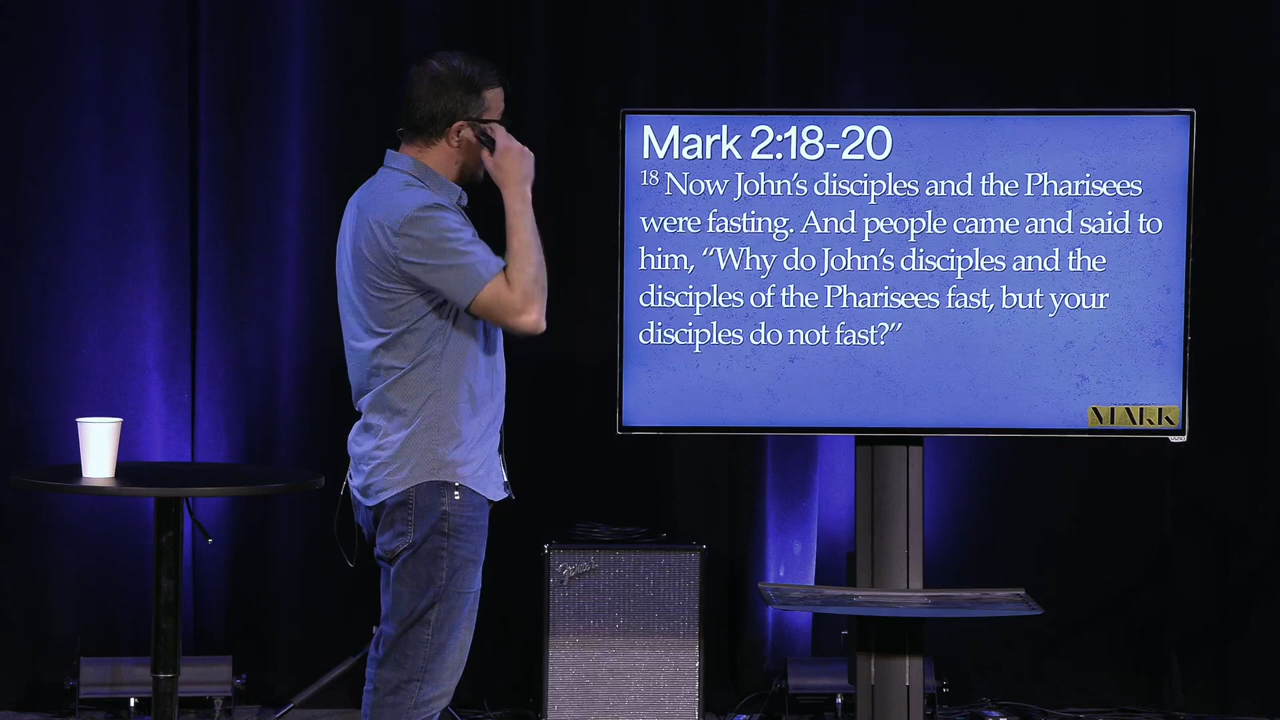 Mark 2:18-20
18 Now John's disciples and the Pharisees
were fasting. And people came and said to
him, “Why do John's disciples and the
disciples of the Pharisees fast, but your
disciples do not fast?”
MARK
Fender